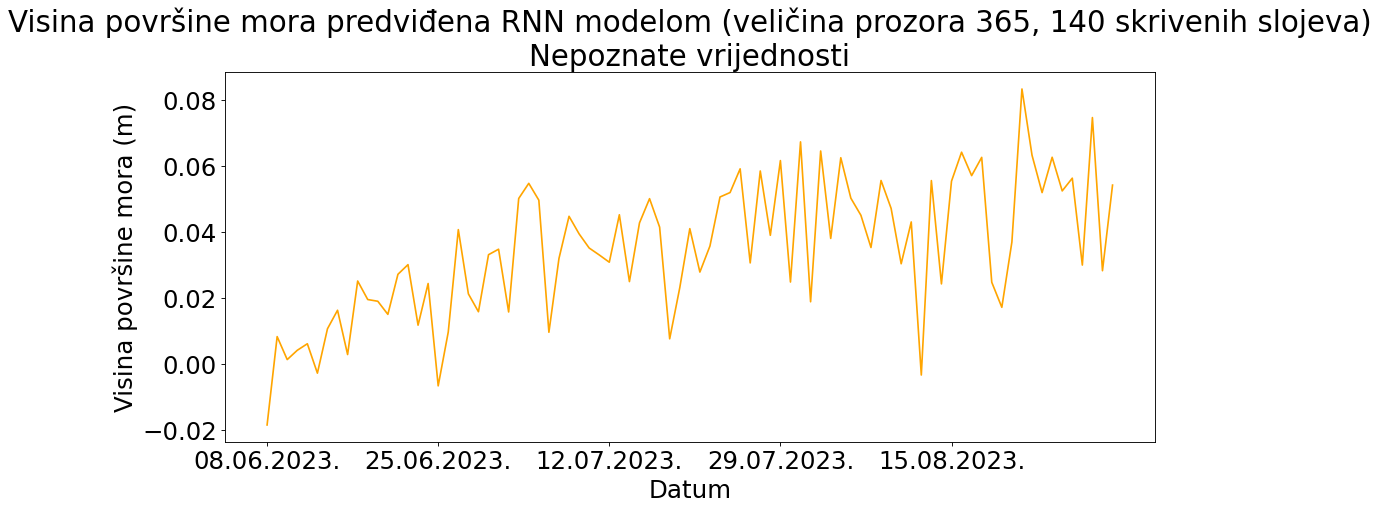 Visina površine mora predviđena RNN modelom (veličina prozora 365, 140 skrivenih slojeva)
Nepoznate vrijednosti
Visina površine mora (m)
0.08
0.06
0.04
0.02
0.00
−0.02
08.06.2023. 25.06.2023. 12.07.2023. 29.07.2023. 15.08.2023.
Datum